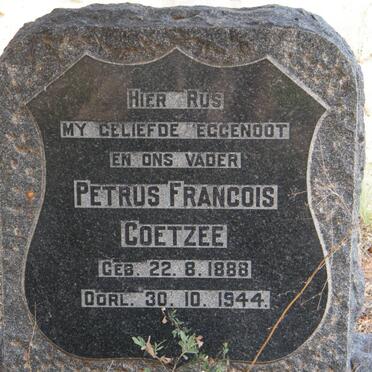 HIER RUS
MY GELIEFDE EGGENOOT
EN ONS VADER
PETRUS FRANCOIS
COETZEE
GEB. 22. 8. 1888
OORL. 30. 10. 1944.